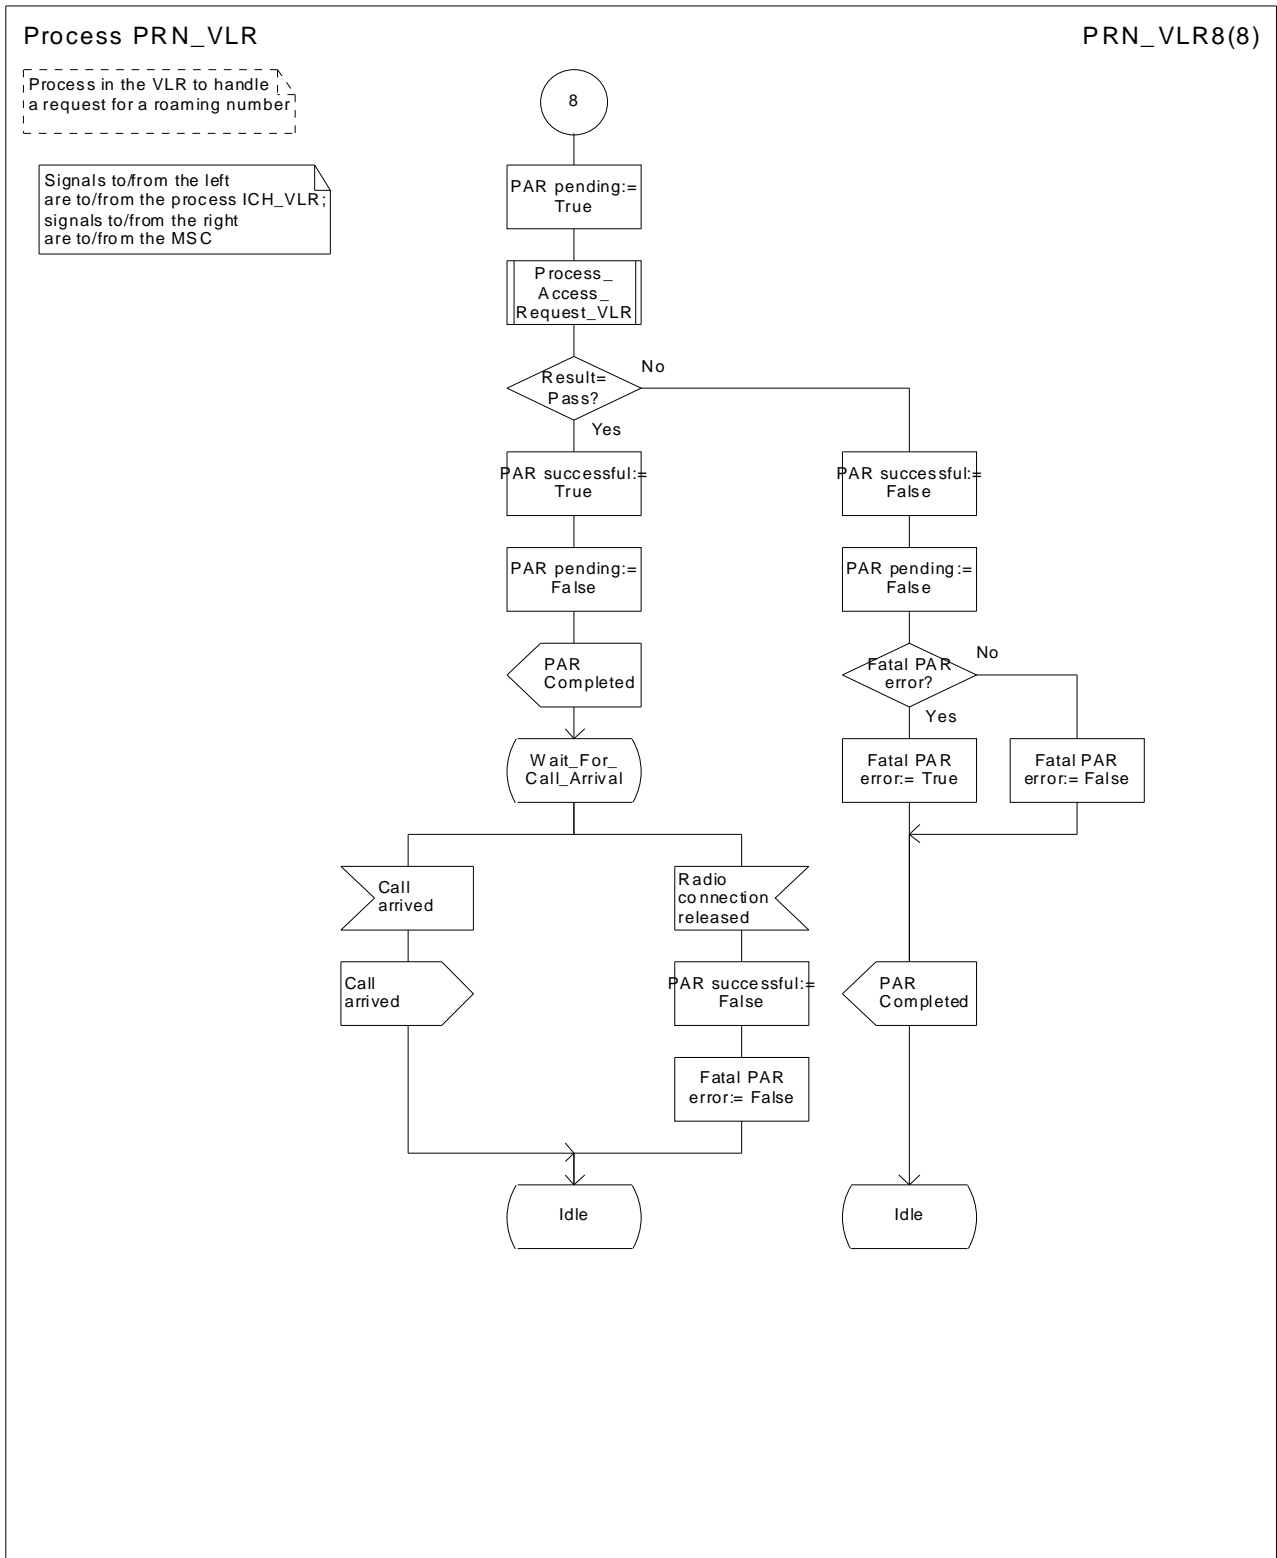 Process PRN_VLR
PRN_VLR8(8)
Process in the VLR to handle
a request for a roaming number
Signals to/from the left
are to/from the process ICH_VLR;
signals to/from the right
are to/from the MSC
8
PAR pending:=
True
Process_
Access_
Request_VLR
Result=
Pass?
No
Yes
PAR successful:=
True
PAR successful:=
False
PAR pending:=
False
PAR pending:=
False
PAR
Completed
Fatal PAR
error?
No
Yes
Wait_For_
Call_Arrival
Fatal PAR
error:= True
Fatal PAR
error:= False
Call
arrived
Radio
connection
released
Call
arrived
PAR successful:=
False
PAR
Completed
Fatal PAR
error:= False
Idle
Idle